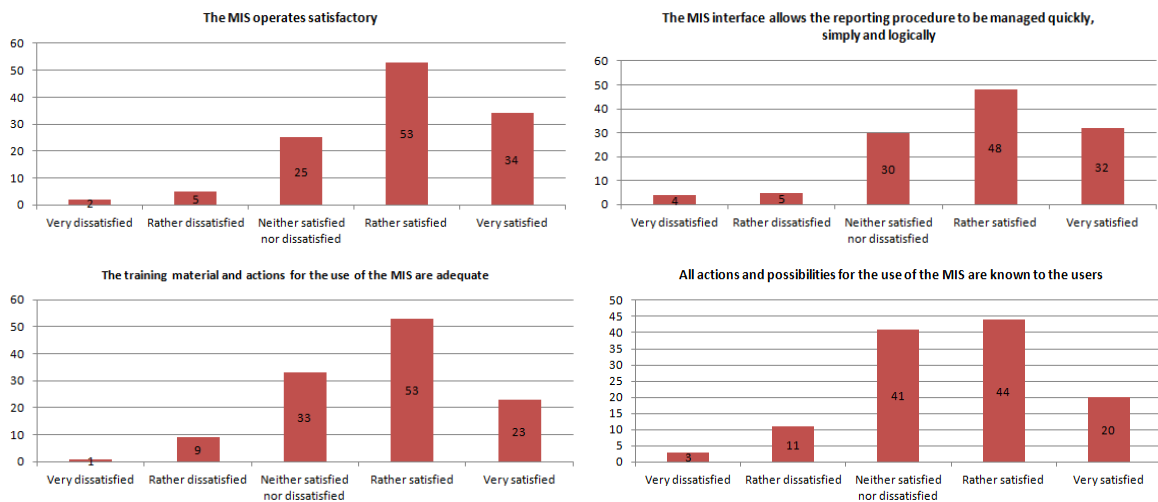 The MIS operates satisfactory
60
50
40
30
20
10
0
2
5
25
53
34
Very dissatisfied
Rather dissatisfied
Neither satisfied
nor dissatisfied
Rather satisfied
Very satisfied
The MIS interface allows the reporting procedure to be managed quickly,
simply and logically
60
50
40
30
20
10
0
4
5
30
48
32
Very dissatisfied
Rather dissatisfied
Neither satisfied
nor dissatisfied
Rather satisfied
Very satisfied
The training material and actions for the use of the MIS are adequate
60
50
40
30
20
10
0
1
9
33
53
23
Very dissatisfied
Rather dissatisfied
Neither satisfied
nor dissatisfied
Rather satisfied
Very satisfied
All actions and possibilities for the use of the MIS are known to the users
50
45
40
35
30
25
20
15
10
5
0
3
11
41
44
20
Very dissatisfied
Rather dissatisfied
Neither satisfied
nor dissatisfied
Rather satisfied
Very satisfied